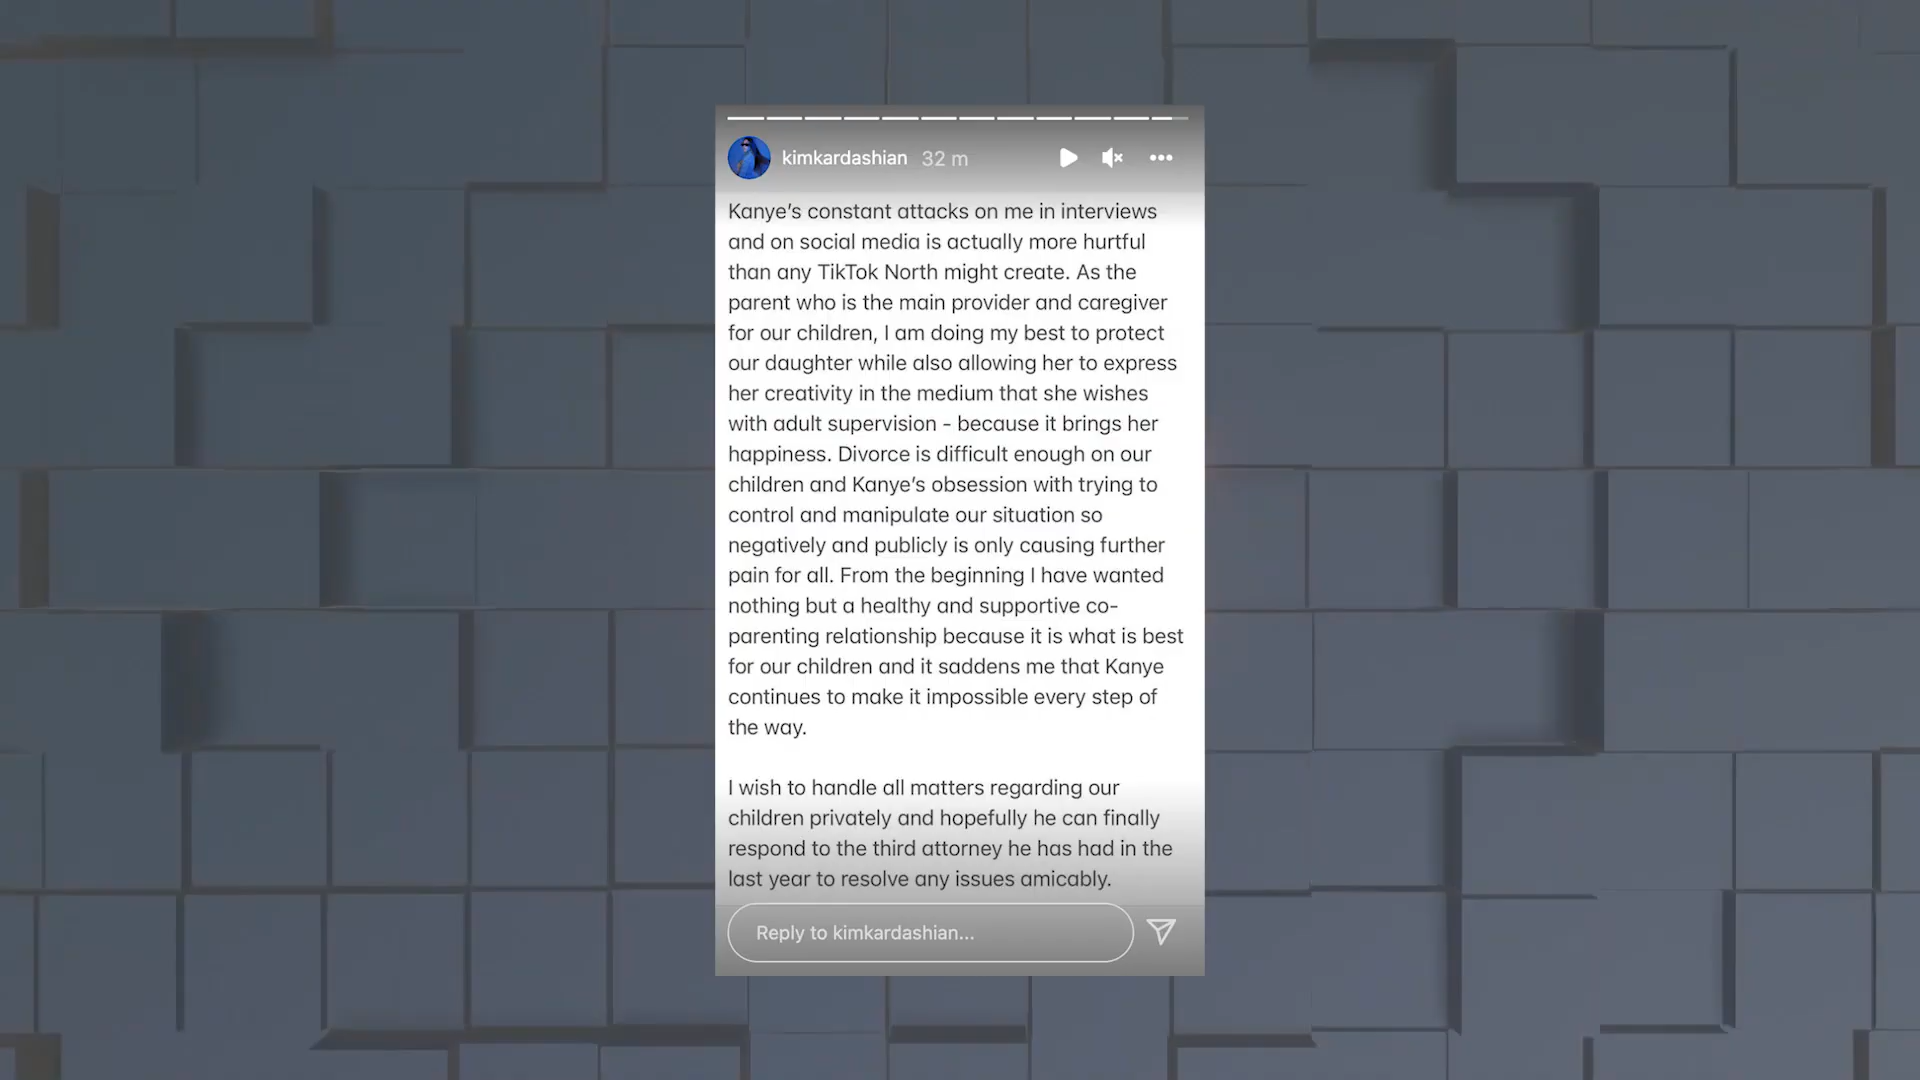 kimkardashian 32 m
Kanye’s constant attacks on me in interviews
and on social media is actually more hurtful
than any TikTok North might create. As the
parent who is the main provider and caregiver
for our children, I am doing my best to protect
our daughter while also allowing her to express
her creativity in the medium that she wishes
with adult supervision - because it brings her
happiness. Divorce is difficult enough on our
children and Kanye’s obsession with trying to
control and manipulate our situation so
negatively and publicly is only causing further
pain for all. From the beginning I have wanted
nothing but a healthy and supportive co-
parenting relationship because it is what is best
for our children and it saddens me that Kanye
continues to make it impossible every step of
the way.
I wish to handle all matters regarding our
children privately and hopefully he can finally
respond to the third attorney he has had in the
last year to resolve any issues amicably.
Reply to kimkardashian...